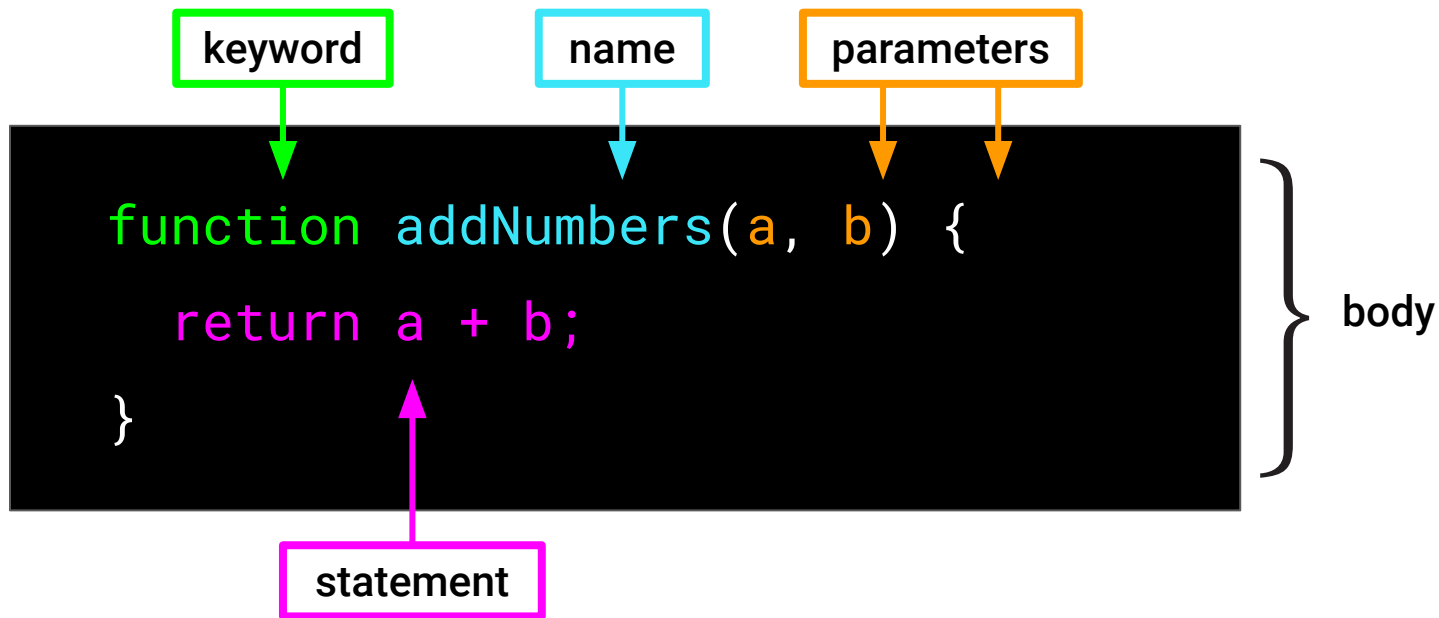 keyword name parameters
function addNumbers(a, b) {
return a + b;
}
body
statement